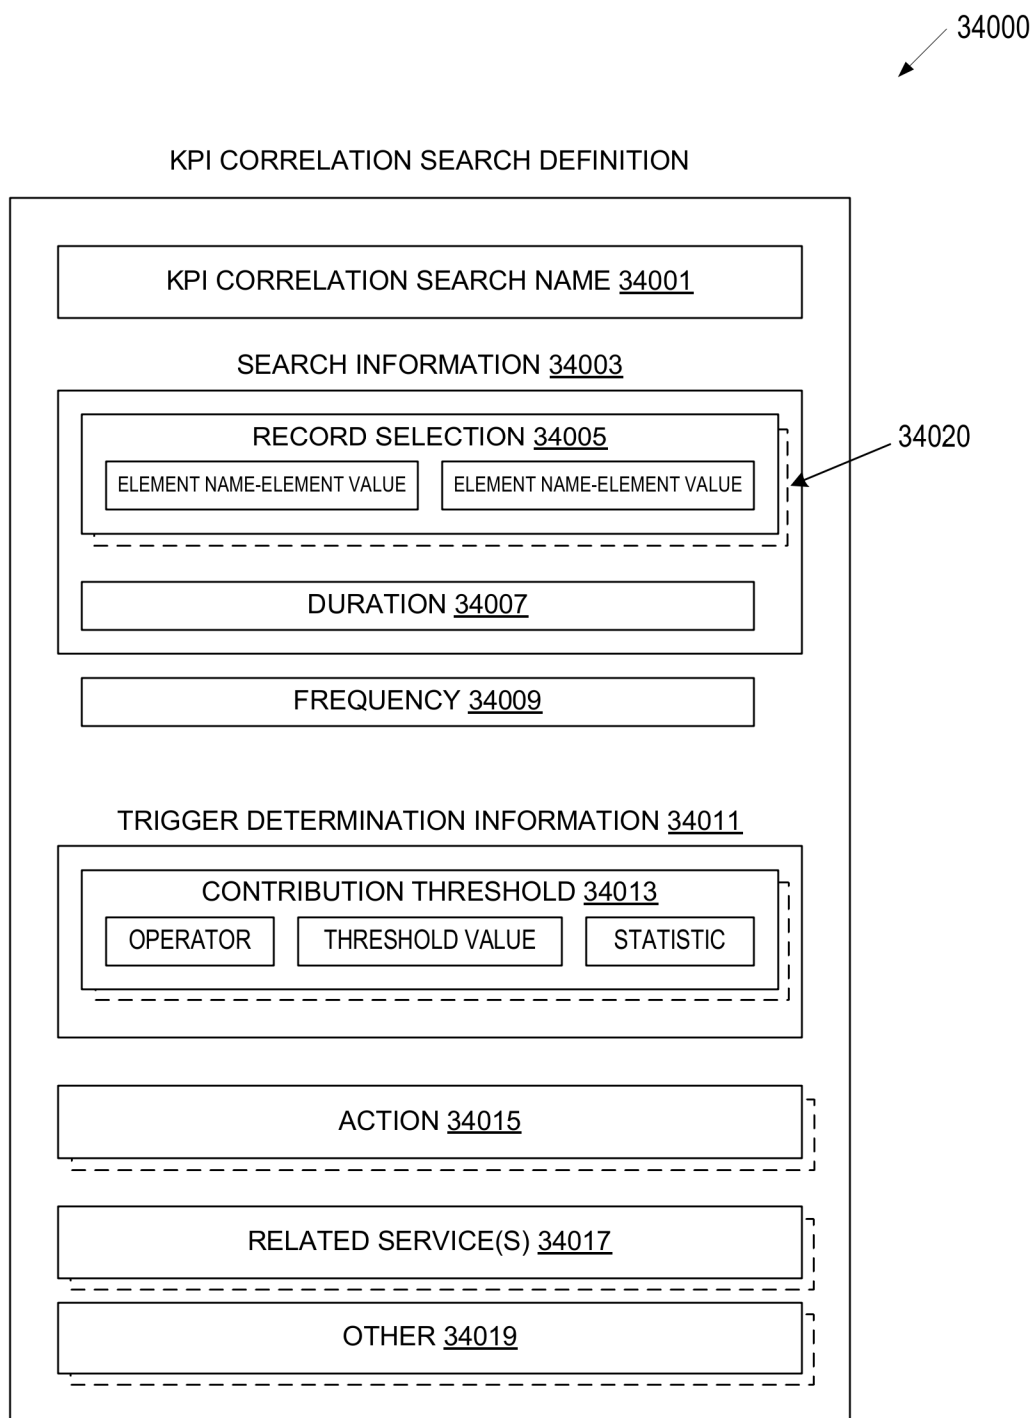 34000
KPI CORRELATION SEARCH DEFINITION
KPI CORRELATION SEARCH NAME 34001
SEARCH INFORMATION 34003
RECORD SELECTION 34005
34020
ELEMENT NAME-ELEMENT VALUE
ELEMENT NAME-ELEMENT VALUE
DURATION 34007
FREQUENCY 34009
TRIGGER DETERMINATION INFORMATION 34011
CONTRIBUTION THRESHOLD 34013
OPERATOR
THRESHOLD VALUE
STATISTIC
ACTION 34015
RELATED SERVICE(S) 34017
OTHER 34019